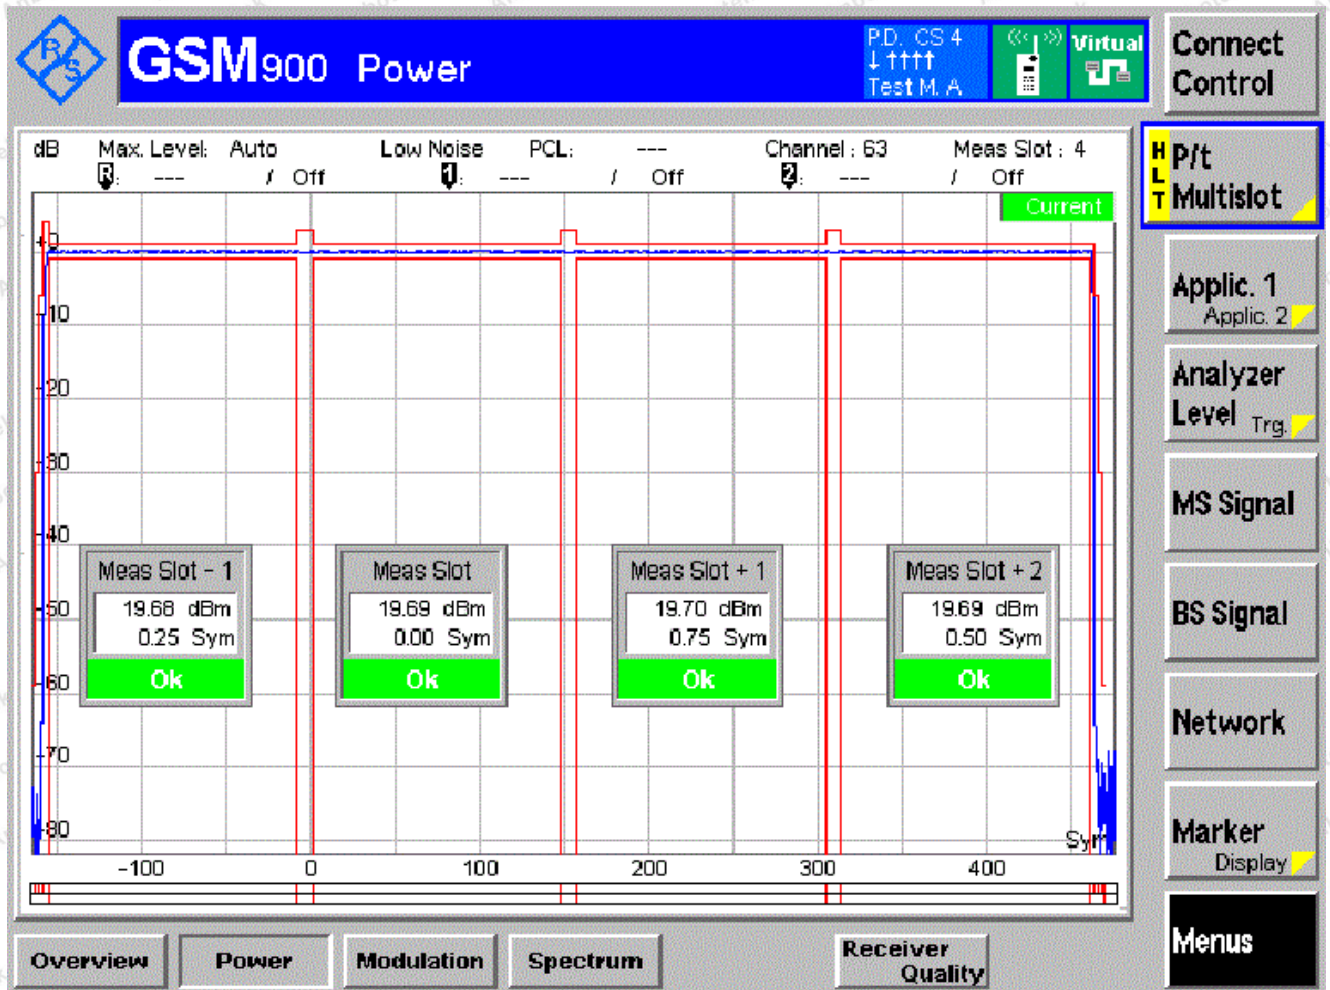 R S
GSM900 Power
P.D. CS 4
↓↑↑↑↑
Test M. A
Virtual
Connect
Control
dB Max. Level: Auto Low Noise PCL: --- Channel : 63 Meas Slot : 4
R: --- / Off 1: --- / Off 2: --- / Off
Current
-10
-20
-30
-40
-50
-60
-70
-80
Meas Slot - 1
19.68 dBm
0.25 Sym
Ok
Meas Slot
19.69 dBm
0.00 Sym
Ok
Meas Slot + 1
19.70 dBm
0.75 Sym
Ok
Meas Slot + 2
19.69 dBm
0.50 Sym
Ok
Sym
-100 0 100 200 300 400
HLT
P/t
Multislot
Applic. 1
Applic. 2
Analyzer
Level Trg.
MS Signal
BS Signal
Network
Marker
Display
Menus
Overview Power Modulation Spectrum Receiver
Quality